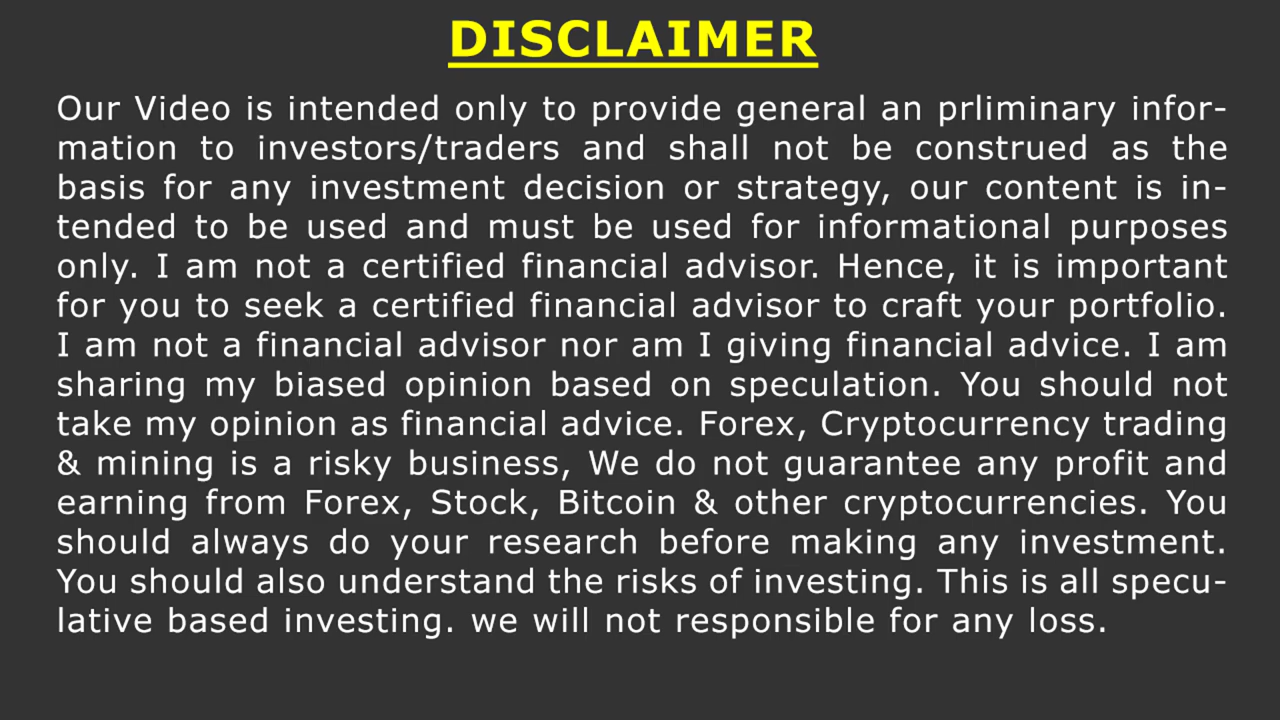 DISCLAIMER
Our Video is intended only to provide general an prliminary infor-
mation to investors/traders and shall not be construed as the
basis for any investment decision or strategy, our content is in-
tended to be used and must be used for informational purposes
only. I am not a certified financial advisor. Hence, it is important
for you to seek a certified financial advisor to craft your portfolio.
I am not a financial advisor nor am I giving financial advice. I am
sharing my biased opinion based on speculation. You should not
take my opinion as financial advice. Forex, Cryptocurrency trading
& mining is a risky business, We do not guarantee any profit and
earning from Forex, Stock, Bitcoin & other cryptocurrencies. You
should always do your research before making any investment.
You should also understand the risks of investing. This is all specu-
lative based investing. we will not responsible for any loss.